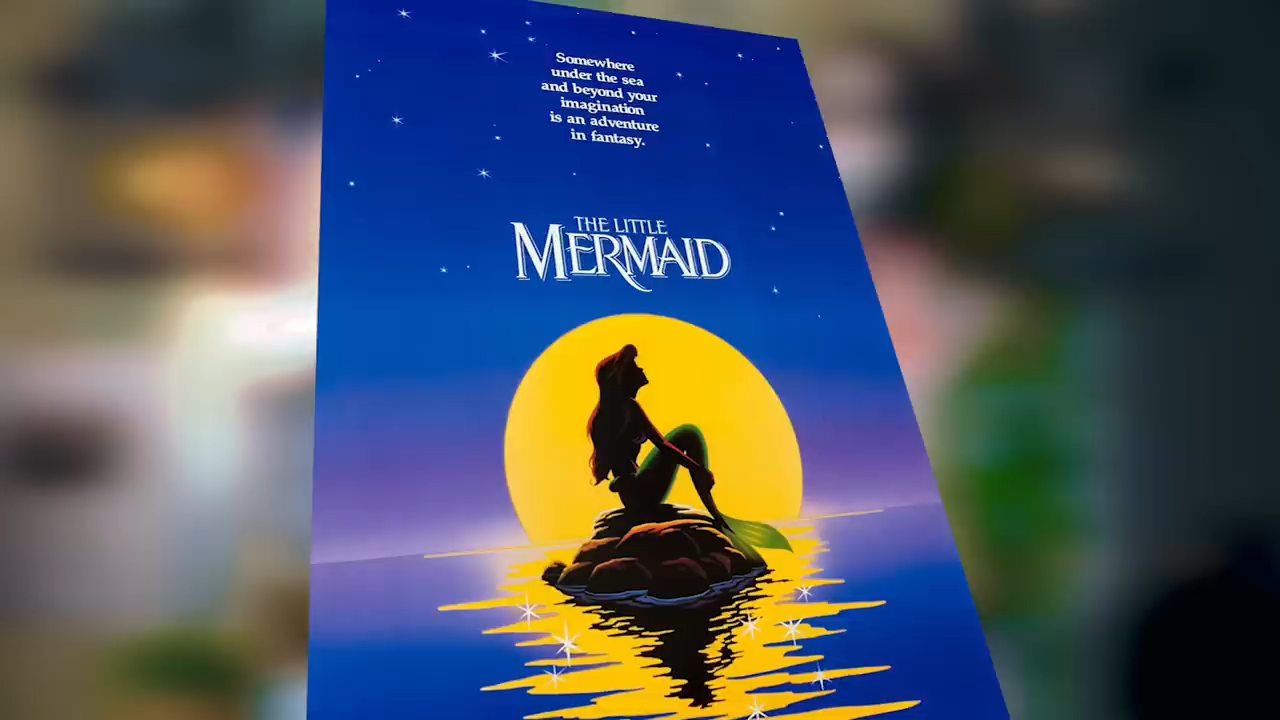 Somewhere
under the sea
and beyond your
imagination
is an adventure
in fantasy.
THE LITTLE
MERMAID